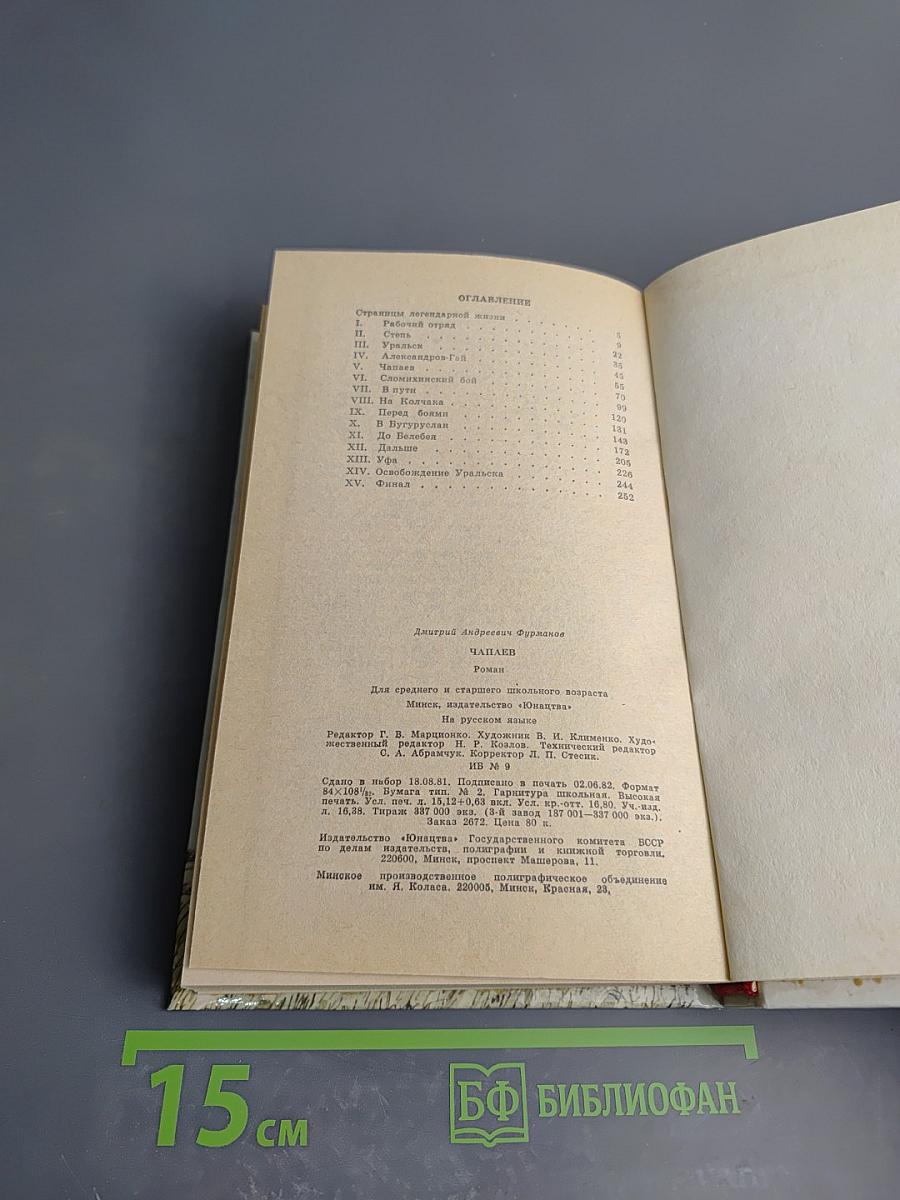 ОГЛАВЛЕНИЕ
Страницы легендарной жизни . . . . . . 5
I. Рабочий отряд . . . . . . 9
II. Степь . . . . . . 22
III. Уральск . . . . . . 35
IV. Александров-Гай . . . . . . 45
V. Чапаев . . . . . . 55
VI. Сломихинский бой . . . . . . 70
VII. В пути . . . . . . 99
VIII. На Колчака . . . . . . 120
IX. Перед боями . . . . . . 131
X. В Бугуруслан . . . . . . 143
XI. До Белебея . . . . . . 172
XII. Дальше . . . . . . 205
XIII. Уфа . . . . . . 226
XIV. Освобождение Уральска . . . . . . 244
XV. Финал . . . . . . 252
Дмитрий Андреевич Фурманов
ЧАПАЕВ
Роман
Для среднего и старшего школьного возраста
Минск, издательство «Юнацтва»
На русском языке
Редактор Г. В. Марционко. Художник В. И. Клименко. Худо-
жественный редактор Н. Р. Козлов. Технический редактор
С. А. Абрамчук. Корректор Л. П. Стесик.
ИБ № 9
Сдано в набор 18.08.81. Подписано в печать 02.06.82. Формат
84×108¹/₃₂. Бумага тип. № 2. Гарнитура школьная. Высокая
печать. Усл. печ. л. 15,12+0,63 вкл. Усл. кр.-отт. 16,80. Уч.-изд.
л. 16,38. Тираж 337 000 экз. (3-й завод 187 001—337 000 экз.).
Заказ 2672. Цена 80 к.
Издательство «Юнацтва» Государственного комитета БССР
по делам издательств, полиграфии и книжной торговли.
220600, Минск, проспект Машерова, 11.
Минское производственное полиграфическое объединение
им. Я. Коласа. 220005, Минск, Красная, 23,
15 см
БФ БИБЛИОФАН